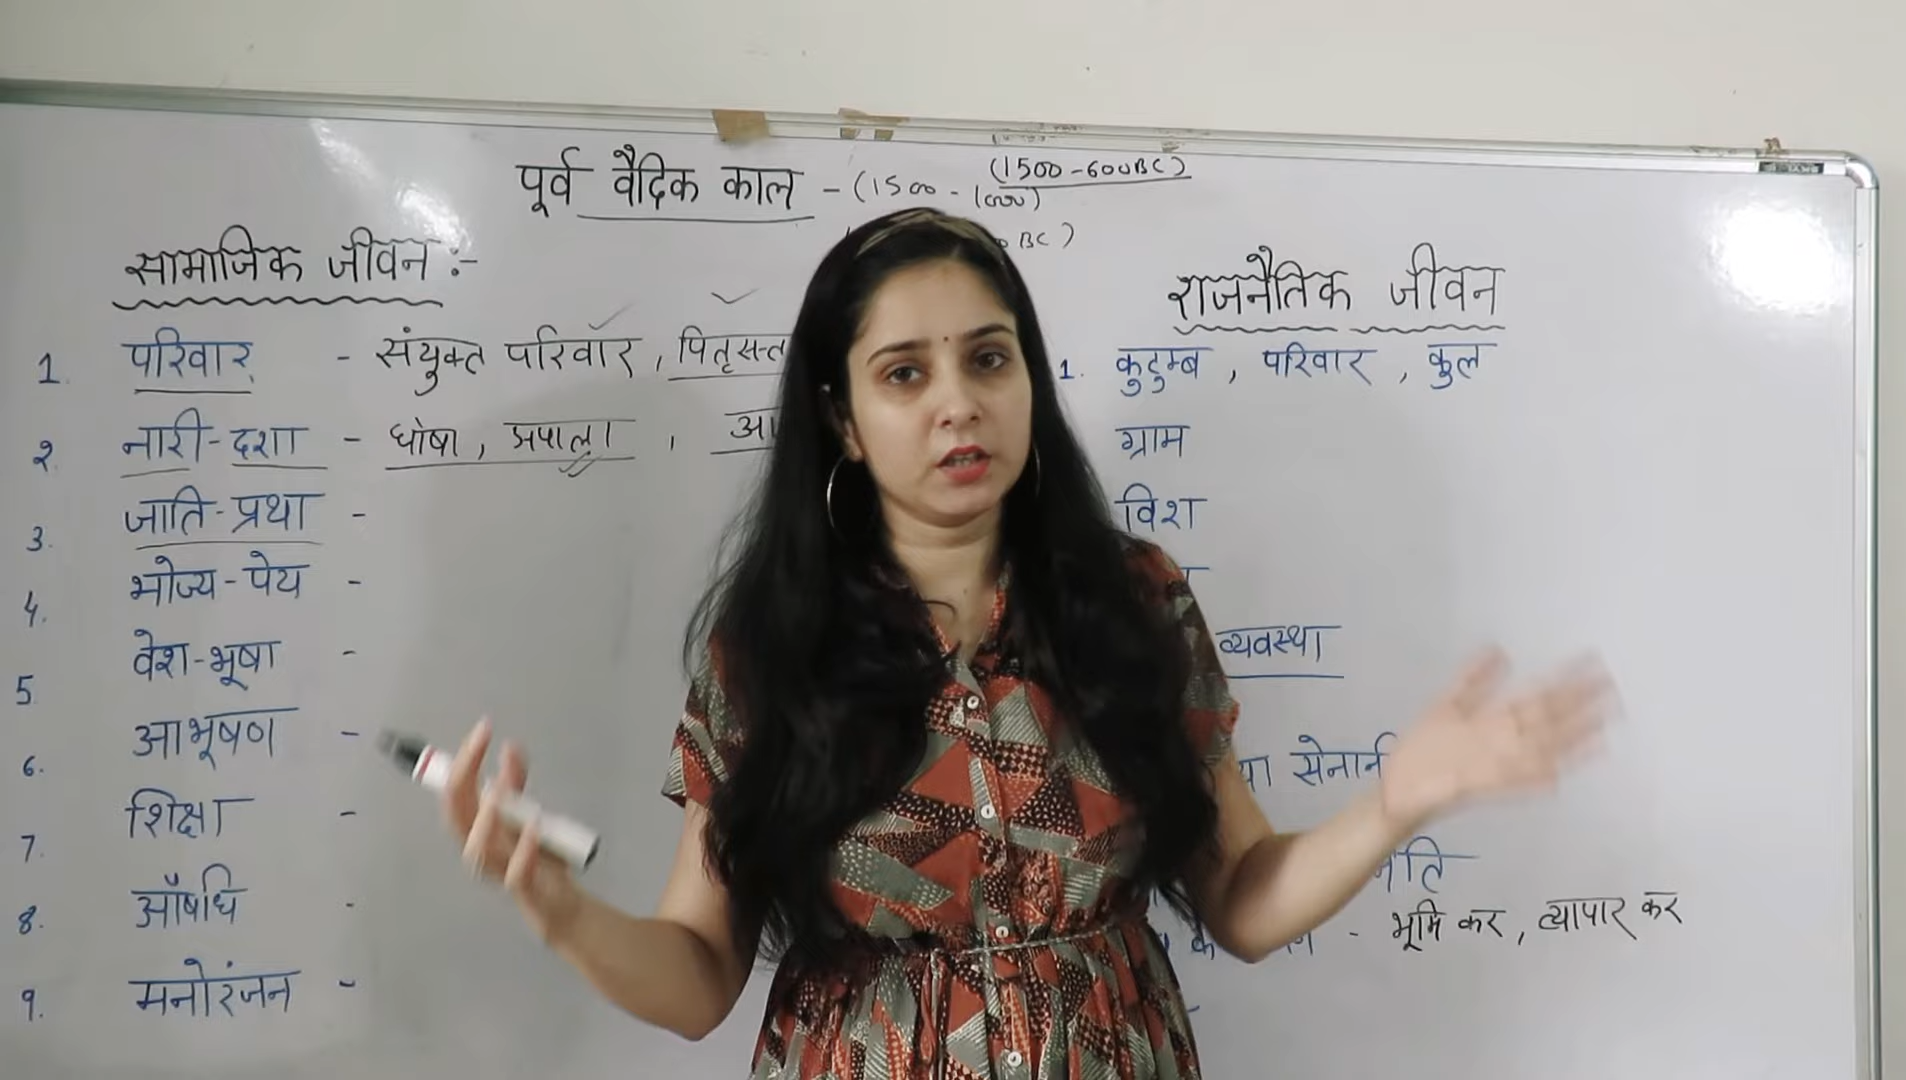 (1500-600BC)
पूर्व वैदिक काल - (1500 - 1000)
BC)
सामाजिक जीवन :-
1. परिवार - संयुक्त परिवार, पितृसत्त
2. नारी-दशा - घोषा, अपाला, आ
3. जाति-प्रथा -
4. भोज्य-पेय -
5 वेश-भूषा -
6. आभूषण -
7. शिक्षा -
8. औषधि -
9. मनोरंजन -
राजनैतिक जीवन
1. कुटुम्ब, परिवार, कुल
ग्राम
विश
व्यवस्था
या सेनानी
के - भूमि कर, व्यापार कर